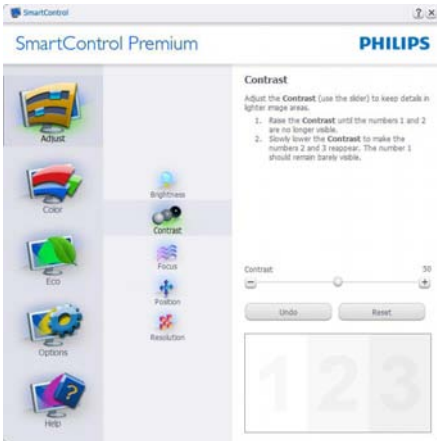 SmartControl
SmartControl Premium
PHILIPS
Adjust
Color
Eco
Options
Help
Brightness
Contrast
Focus
Position
Resolution
Contrast
Adjust the Contrast (use the slider) to keep details in
lighter image areas.
1. Raise the Contrast until the numbers 1 and 2
are no longer visible.
2. Slowly lower the Contrast to make the
numbers 2 and 3 reappear. The number 1
should remain barely visible.
Contrast
50
Undo
Reset
1 2 3